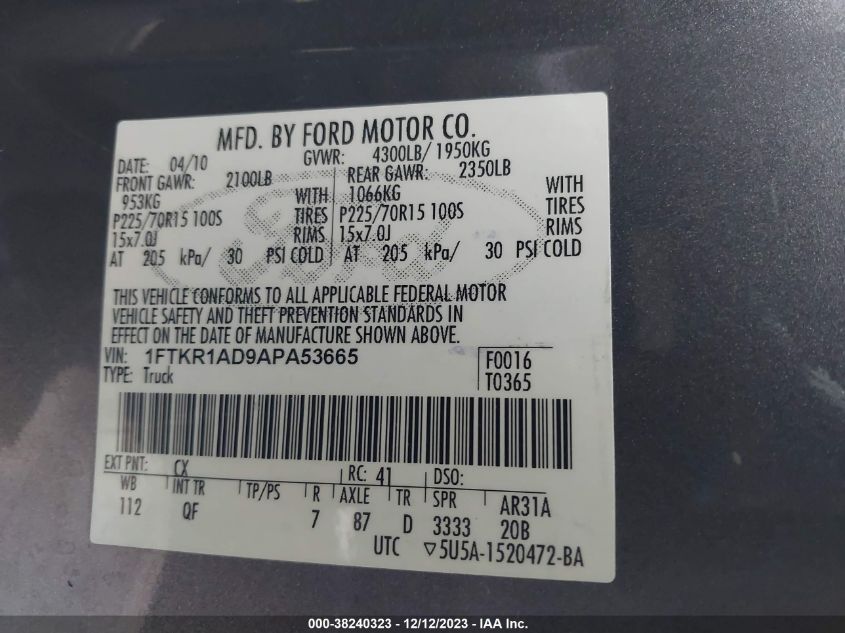 MFD. BY FORD MOTOR CO.
DATE: 04/10 GVWR: 4300LB/ 1950KG
FRONT GAWR: 2100LB REAR GAWR: 2350LB
953KG WITH 1066KG WITH
P225/70R15 100S TIRES P225/70R15 100S TIRES
15x7.0J RIMS 15x7.0J RIMS
AT 205 kPa/ 30 PSI COLD AT 205 kPa/ 30 PSI COLD
Ford
THIS VEHICLE CONFORMS TO ALL APPLICABLE FEDERAL MOTOR
VEHICLE SAFETY AND THEFT PREVENTION STANDARDS IN
EFFECT ON THE DATE OF MANUFACTURE SHOWN ABOVE.
VIN: 1FTKR1AD9APA53665 F0016
TYPE: Truck T0365
EXT PNT: CX RC: 41 DSO:
WB INT TR TP/PS R AXLE TR SPR AR31A
112 QF 7 87 D 3333 20B
UTC ▽5U5A-1520472-BA
000-38240323 - 12/12/2023 - IAA Inc.